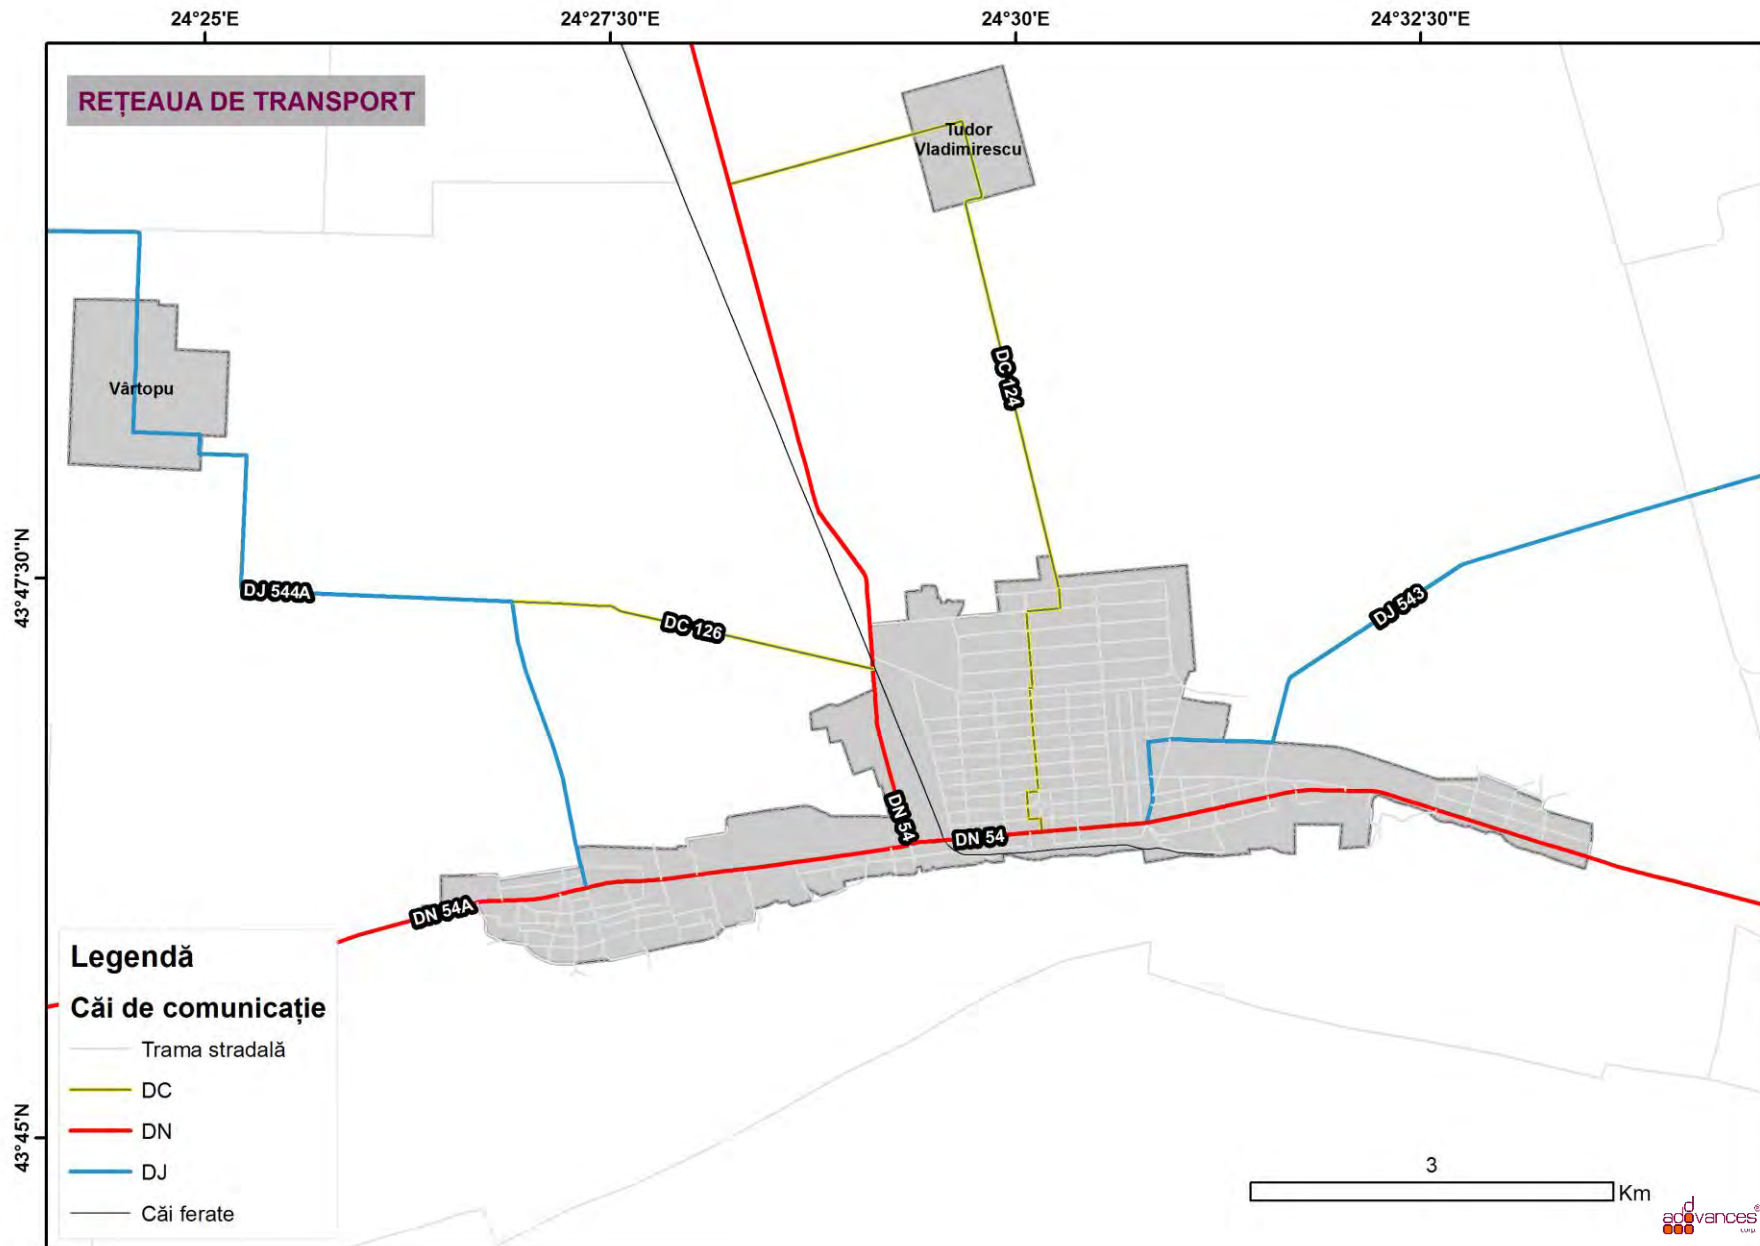 24°25'E
24°27'30"E
24°30'E
24°32'30"E
REȚEAUA DE TRANSPORT
Tudor
Vladimirescu
Vârtopu
DC 124
43°47'30"N
DJ 544A
DC 126
DJ 543
DN 54
DN 54
DN 54A
Legendă
Căi de comunicație
Trama stradală
DC
DN
DJ
Căi ferate
43°45'N
3
Km
addvances®
corp.